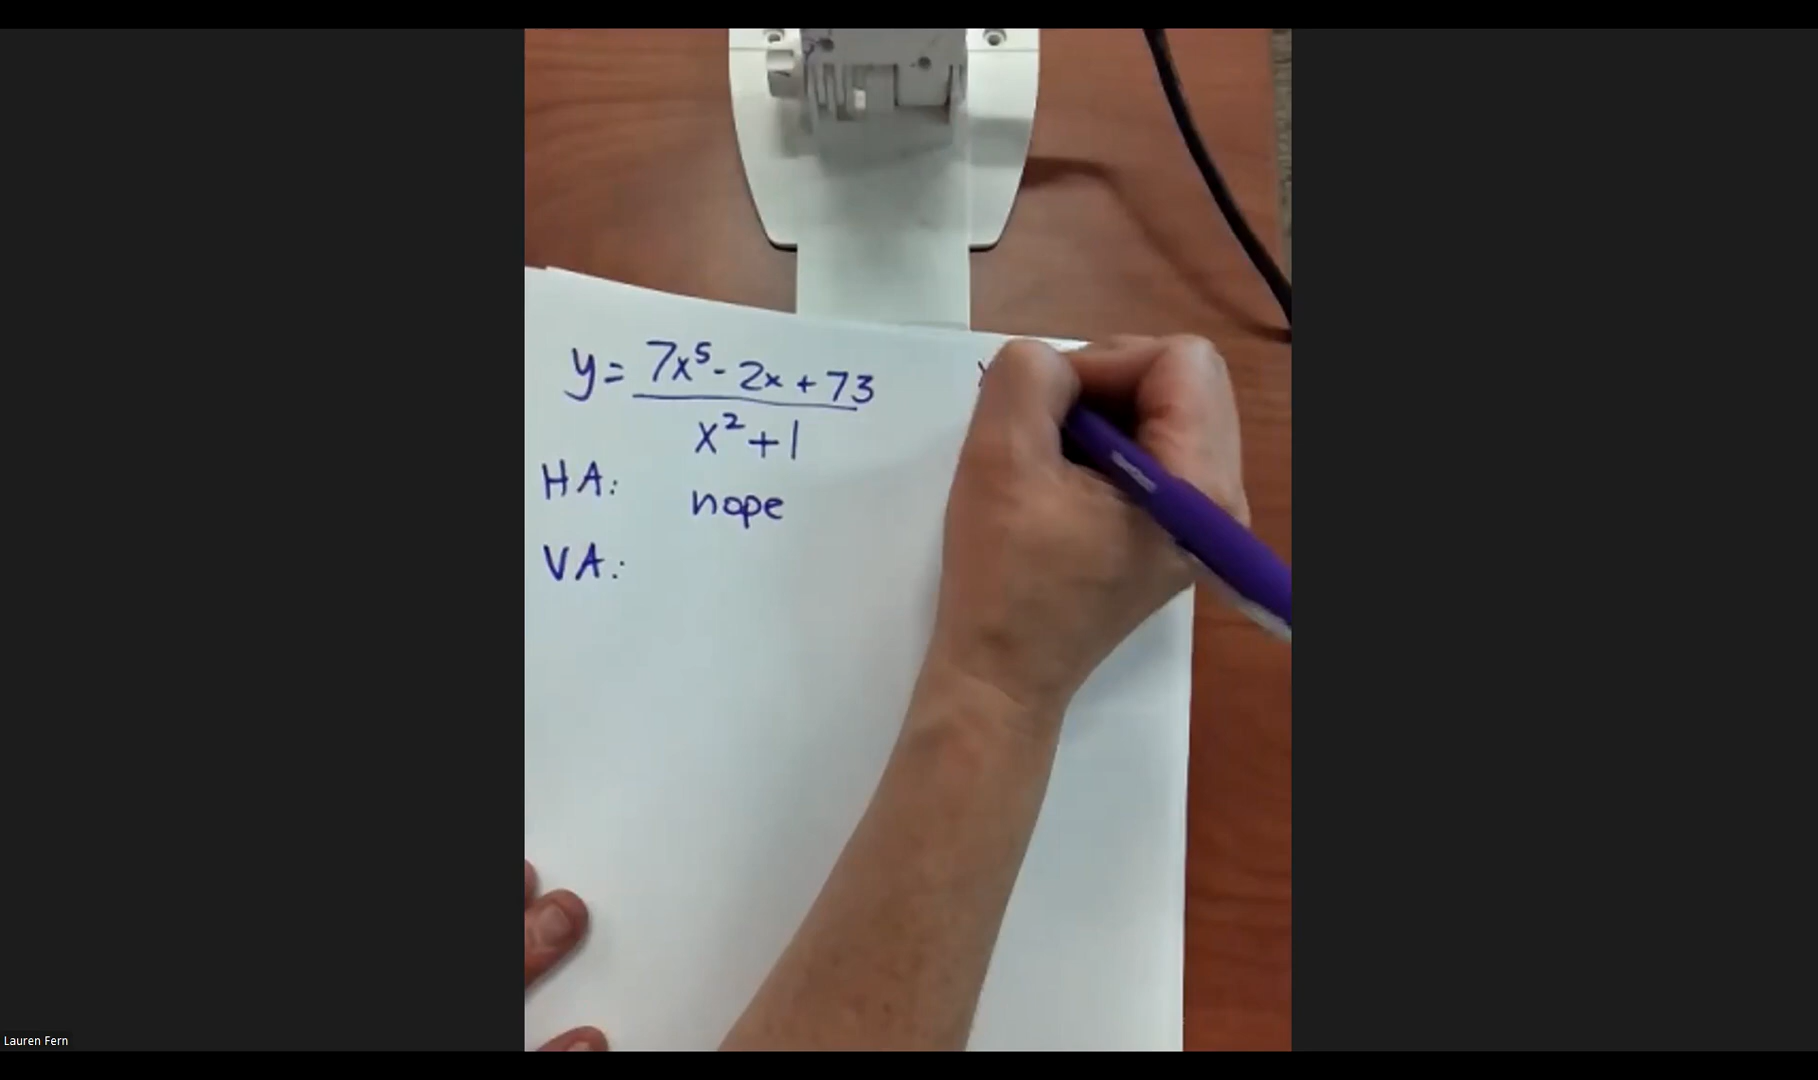 y = 7x⁵ - 2x + 73
x² + 1
HA: nope
VA:
Lauren Fern